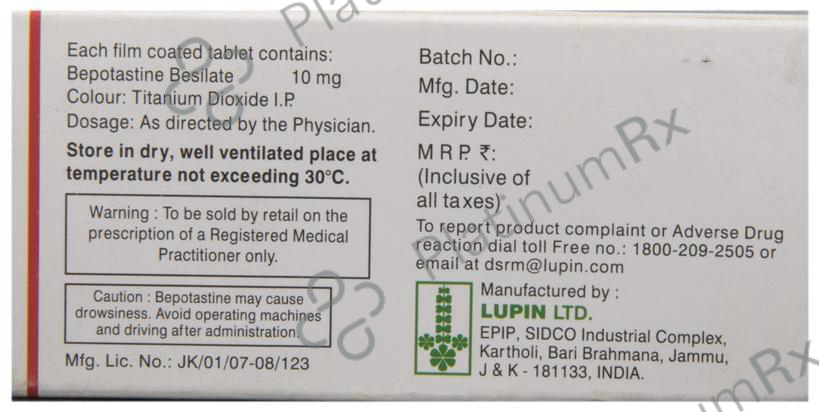 Each film coated tablet contains:
Bepotastine Besilate 10 mg
Colour: Titanium Dioxide I.P.
Dosage: As directed by the Physician.
Store in dry, well ventilated place at
temperature not exceeding 30°C.
Warning : To be sold by retail on the
prescription of a Registered Medical
Practitioner only.
Caution : Bepotastine may cause
drowsiness. Avoid operating machines
and driving after administration.
Mfg. Lic. No.: JK/01/07-08/123
Batch No.:
Mfg. Date:
Expiry Date:
M R P. ₹:
(Inclusive of
all taxes)
To report product complaint or Adverse Drug
reaction dial toll Free no.: 1800-209-2505 or
email at dsrm@lupin.com
Manufactured by :
LUPIN LTD.
EPIP, SIDCO Industrial Complex,
Kartholi, Bari Brahmana, Jammu,
J & K - 181133, INDIA.
PlatinumRx